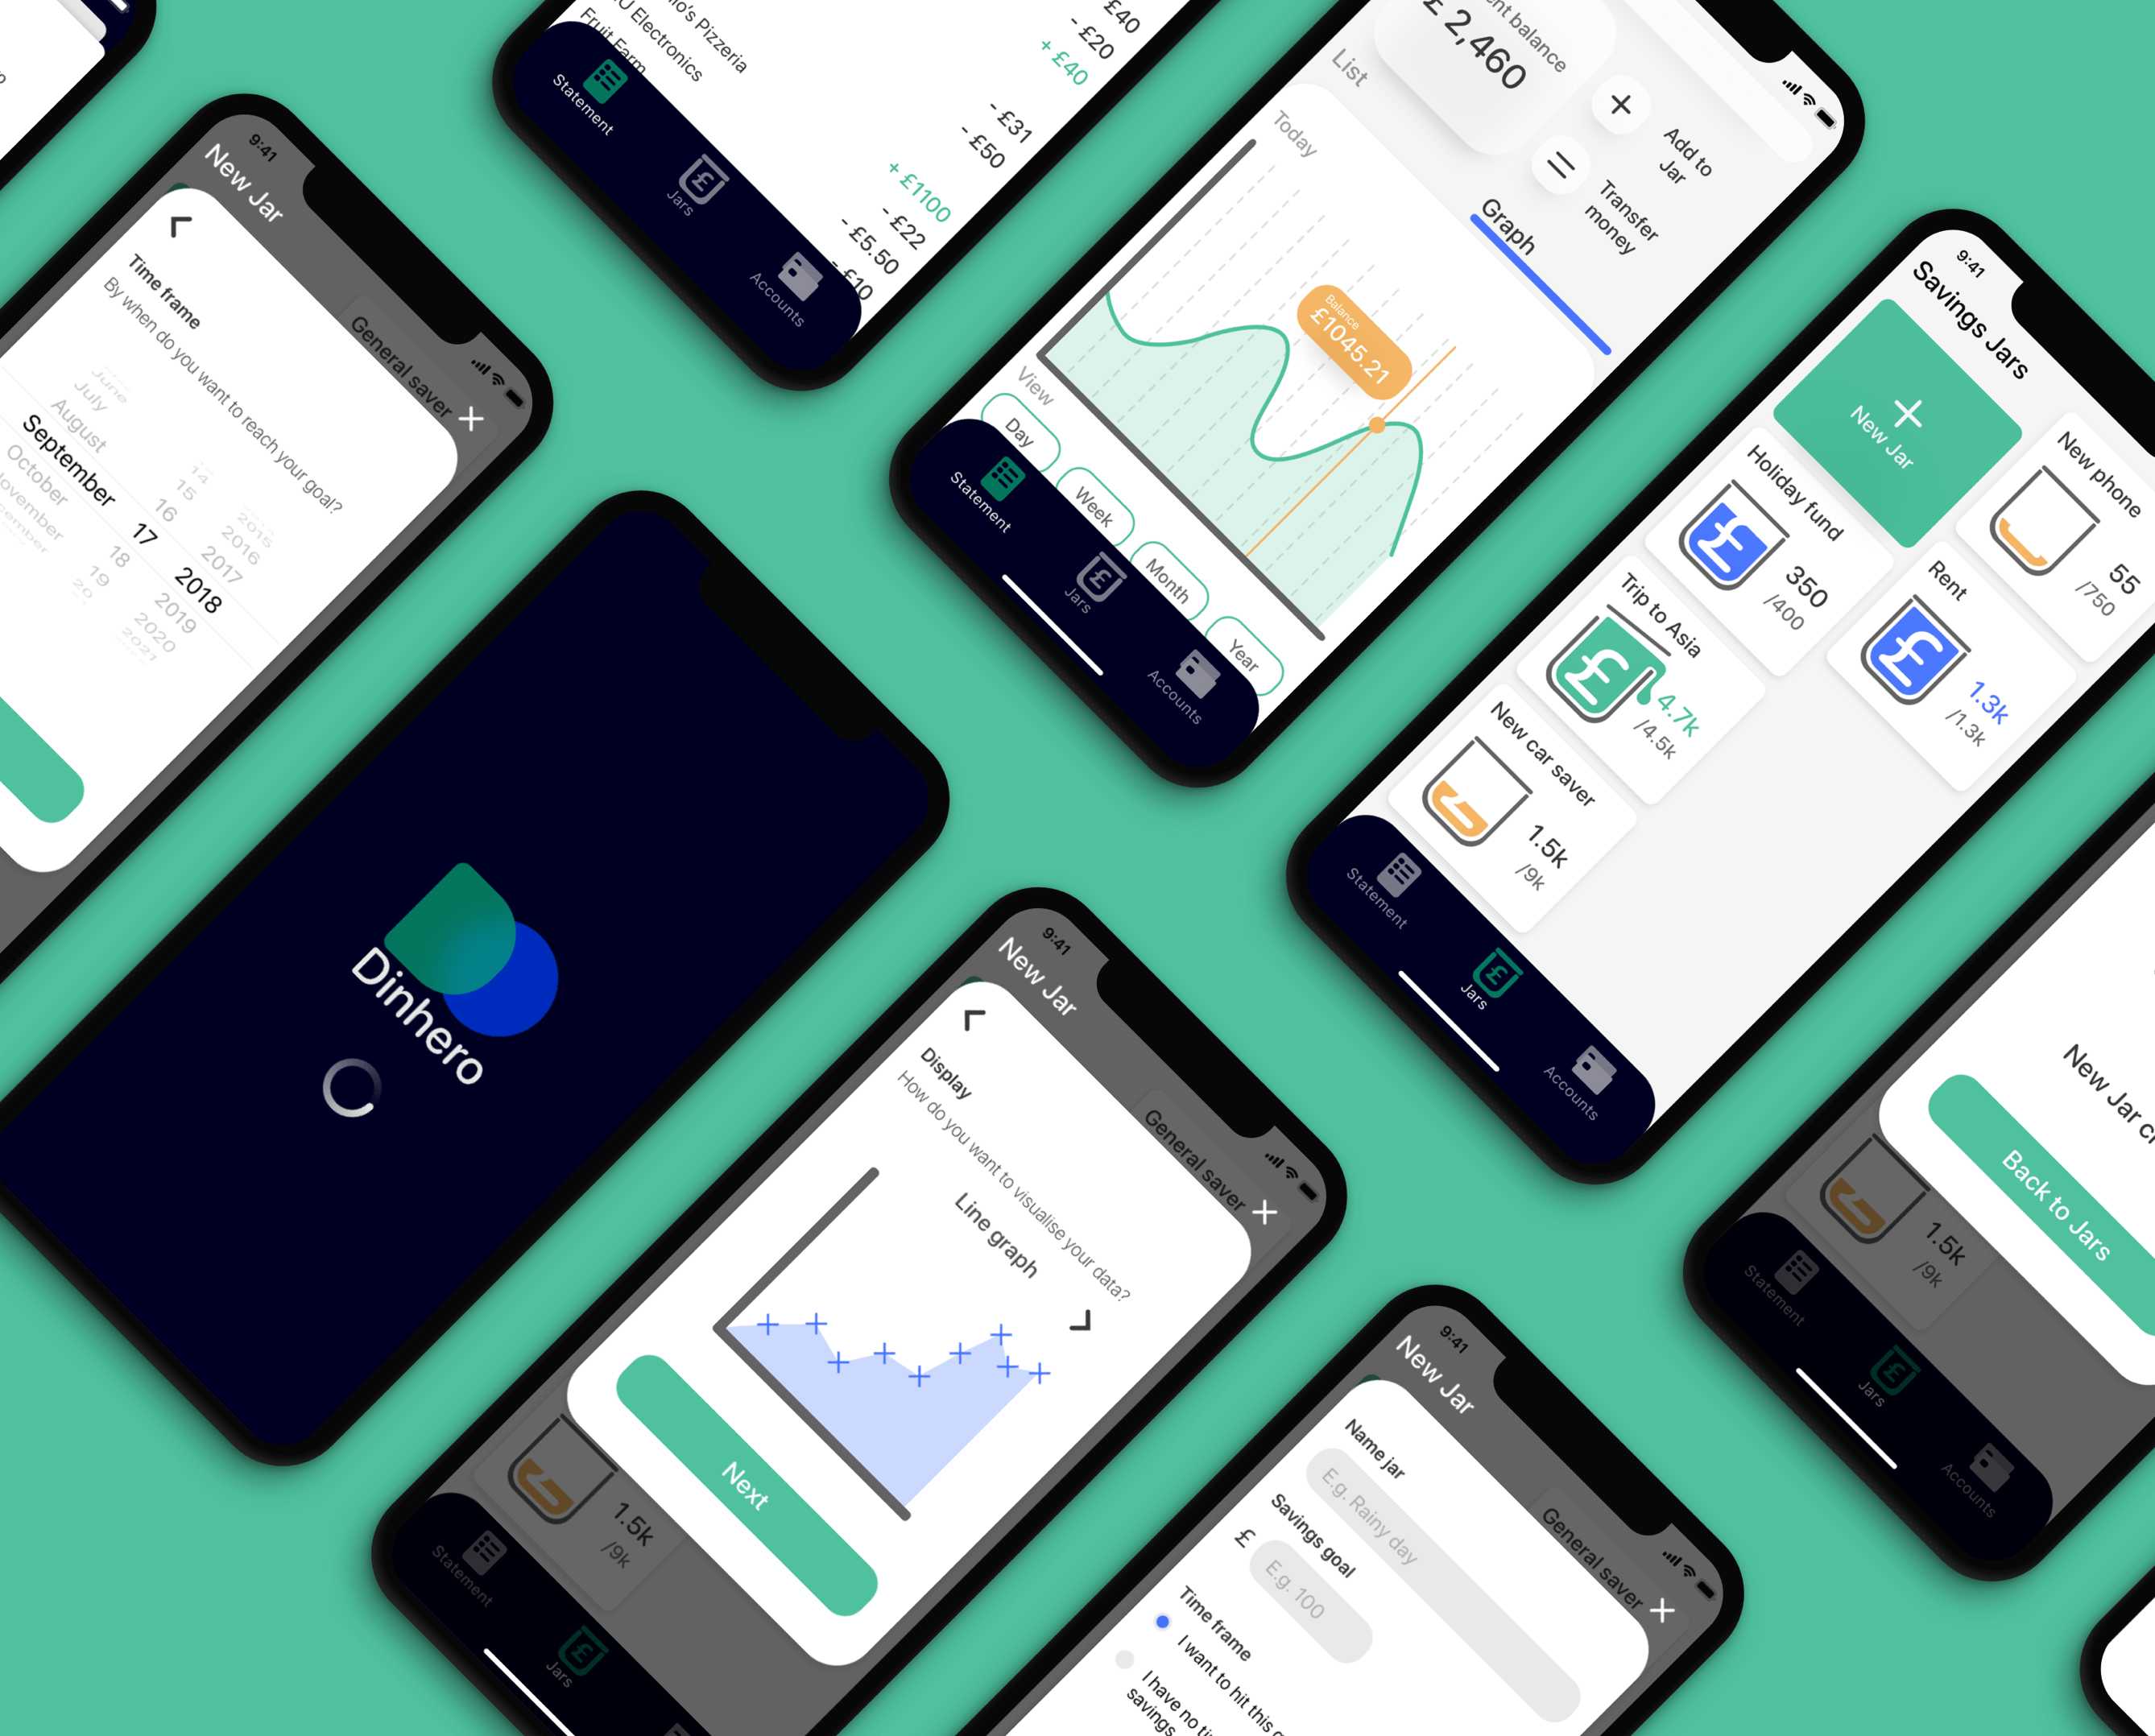 9:41
New Jar
General saver
Time frame
By when do you want to reach your goal?
June
July
August
September
October
14
15
16
17
18
19
20
2015
2016
2017
2018
2019
2020
2021
Pizzeria
Electronics
Fruit Farm
£40
- £20
+ £40
- £31
- £50
+ £1100
- £22
- £5.50
- £10
Statement
Jars
Accounts
balance
£ 2,460
Add to
Jar
Transfer
money
List
Graph
Today
Balance
£1045.21
View
Day
Week
Month
Year
Statement
Jars
Accounts
9:41
Savings Jars
New Jar
New phone
55
/750
Holiday fund
350
/400
Rent
1.3k
/1.3k
Trip to Asia
4.7k
/4.5k
New car saver
1.5k
/9k
Statement
Jars
Accounts
Dinhero
9:41
New Jar
General saver
Display
How do you want to visualise your data?
Line graph
Next
1.5k
/9k
Statement
Jars
9:41
New Jar
General saver
Name jar
E.g. Rainy day
Savings goal
£ E.g. 100
Time frame
I want to hit this
I have no
savings
New Jar
Back to Jars
1.5k
/9k
Statement
Jars
Accounts